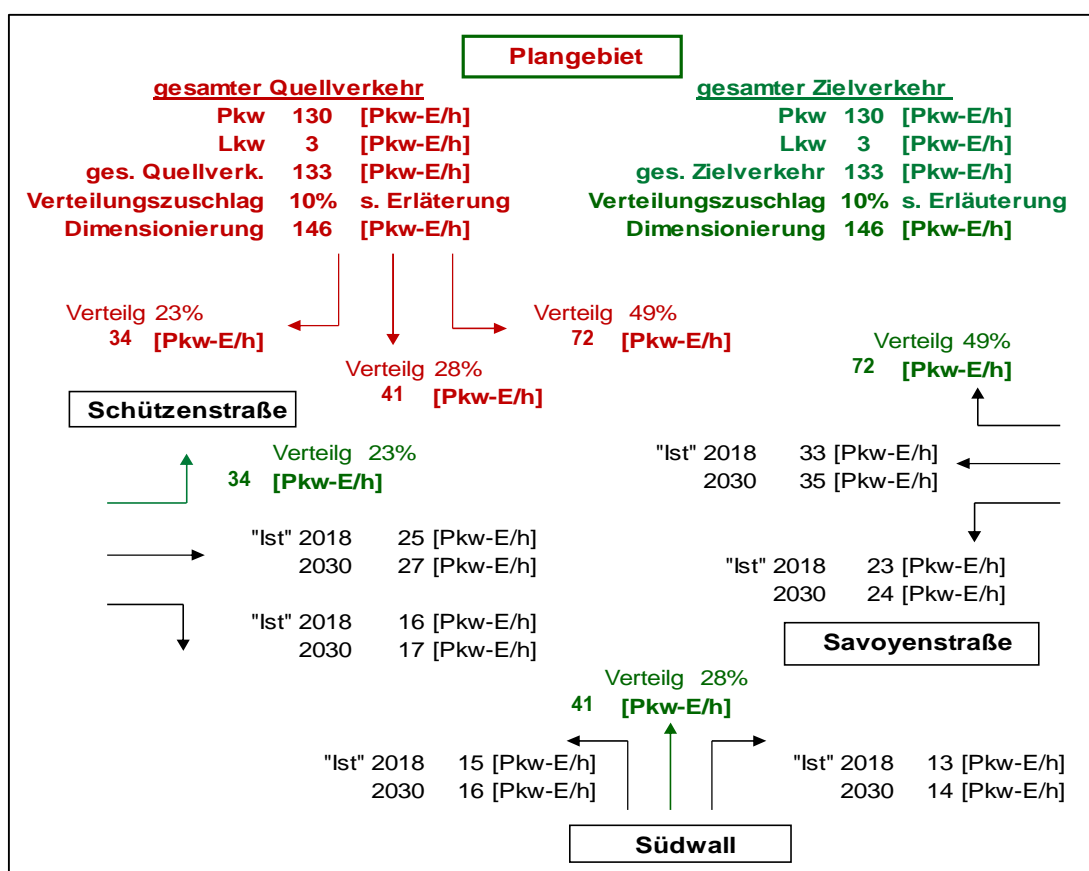 Plangebiet
gesamter Quellverkehr
Pkw 130 [Pkw-E/h]
Lkw 3 [Pkw-E/h]
ges. Quellverk. 133 [Pkw-E/h]
Verteilungszuschlag 10% s. Erläterung
Dimensionierung 146 [Pkw-E/h]
gesamter Zielverkehr
Pkw 130 [Pkw-E/h]
Lkw 3 [Pkw-E/h]
ges. Zielverkehr 133 [Pkw-E/h]
Verteilungszuschlag 10% s. Erläuterung
Dimensionierung 146 [Pkw-E/h]
Verteilg 23%
34 [Pkw-E/h]
Verteilg 28%
41 [Pkw-E/h]
Verteilg 49%
72 [Pkw-E/h]
Verteilg 49%
72 [Pkw-E/h]
Schützenstraße
Verteilg 23%
34 [Pkw-E/h]
"Ist" 2018 33 [Pkw-E/h]
2030 35 [Pkw-E/h]
"Ist" 2018 25 [Pkw-E/h]
2030 27 [Pkw-E/h]
"Ist" 2018 23 [Pkw-E/h]
2030 24 [Pkw-E/h]
"Ist" 2018 16 [Pkw-E/h]
2030 17 [Pkw-E/h]
Savoyenstraße
Verteilg 28%
41 [Pkw-E/h]
"Ist" 2018 15 [Pkw-E/h]
2030 16 [Pkw-E/h]
"Ist" 2018 13 [Pkw-E/h]
2030 14 [Pkw-E/h]
Südwall